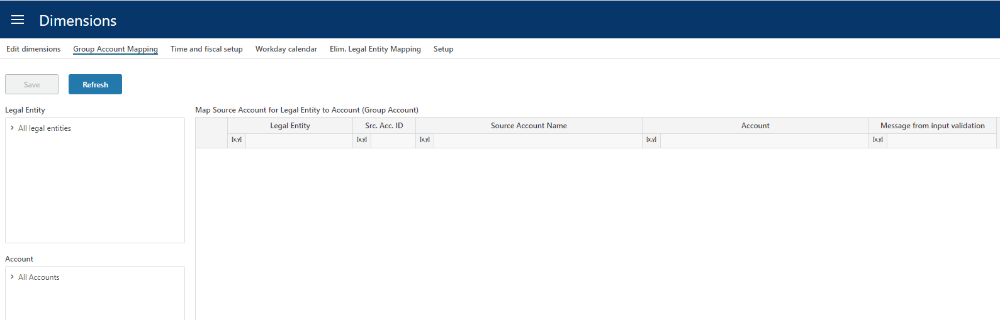 Dimensions
Edit dimensions Group Account Mapping Time and fiscal setup Workday calendar Elim. Legal Entity Mapping Setup
Save Refresh
Legal Entity
All legal entities
Account
All Accounts
Map Source Account for Legal Entity to Account (Group Account)
Legal Entity Src. Acc. ID Source Account Name Account Message from input validation
[x,y] [x,y] [x,y] [x,y] [x,y]